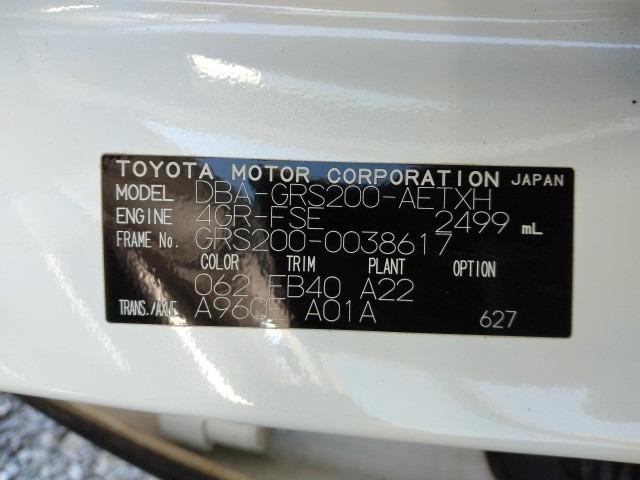 TOYOTA MOTOR CORPORATION JAPAN
MODEL DBA-GRS200-AETXH
ENGINE 4GR-FSE 2499 mL
FRAME No. GRS200-0038617
COLOR TRIM PLANT OPTION
062 FB40 A22
TRANS./AXLE A960E A01A
627